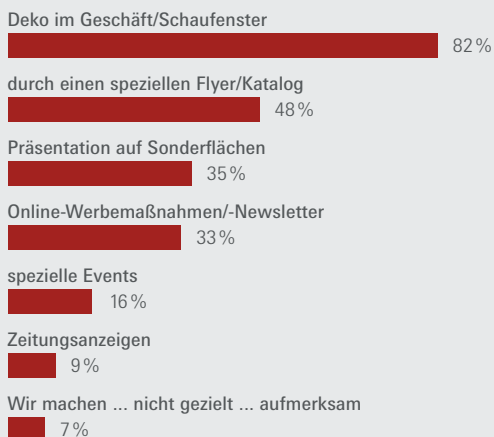 Deko im Geschäft/Schaufenster
82 %
durch einen speziellen Flyer/Katalog
48 %
Präsentation auf Sonderflächen
35 %
Online-Werbemaßnahmen/-Newsletter
33 %
spezielle Events
16 %
Zeitungsanzeigen
9 %
Wir machen ... nicht gezielt ... aufmerksam
7 %